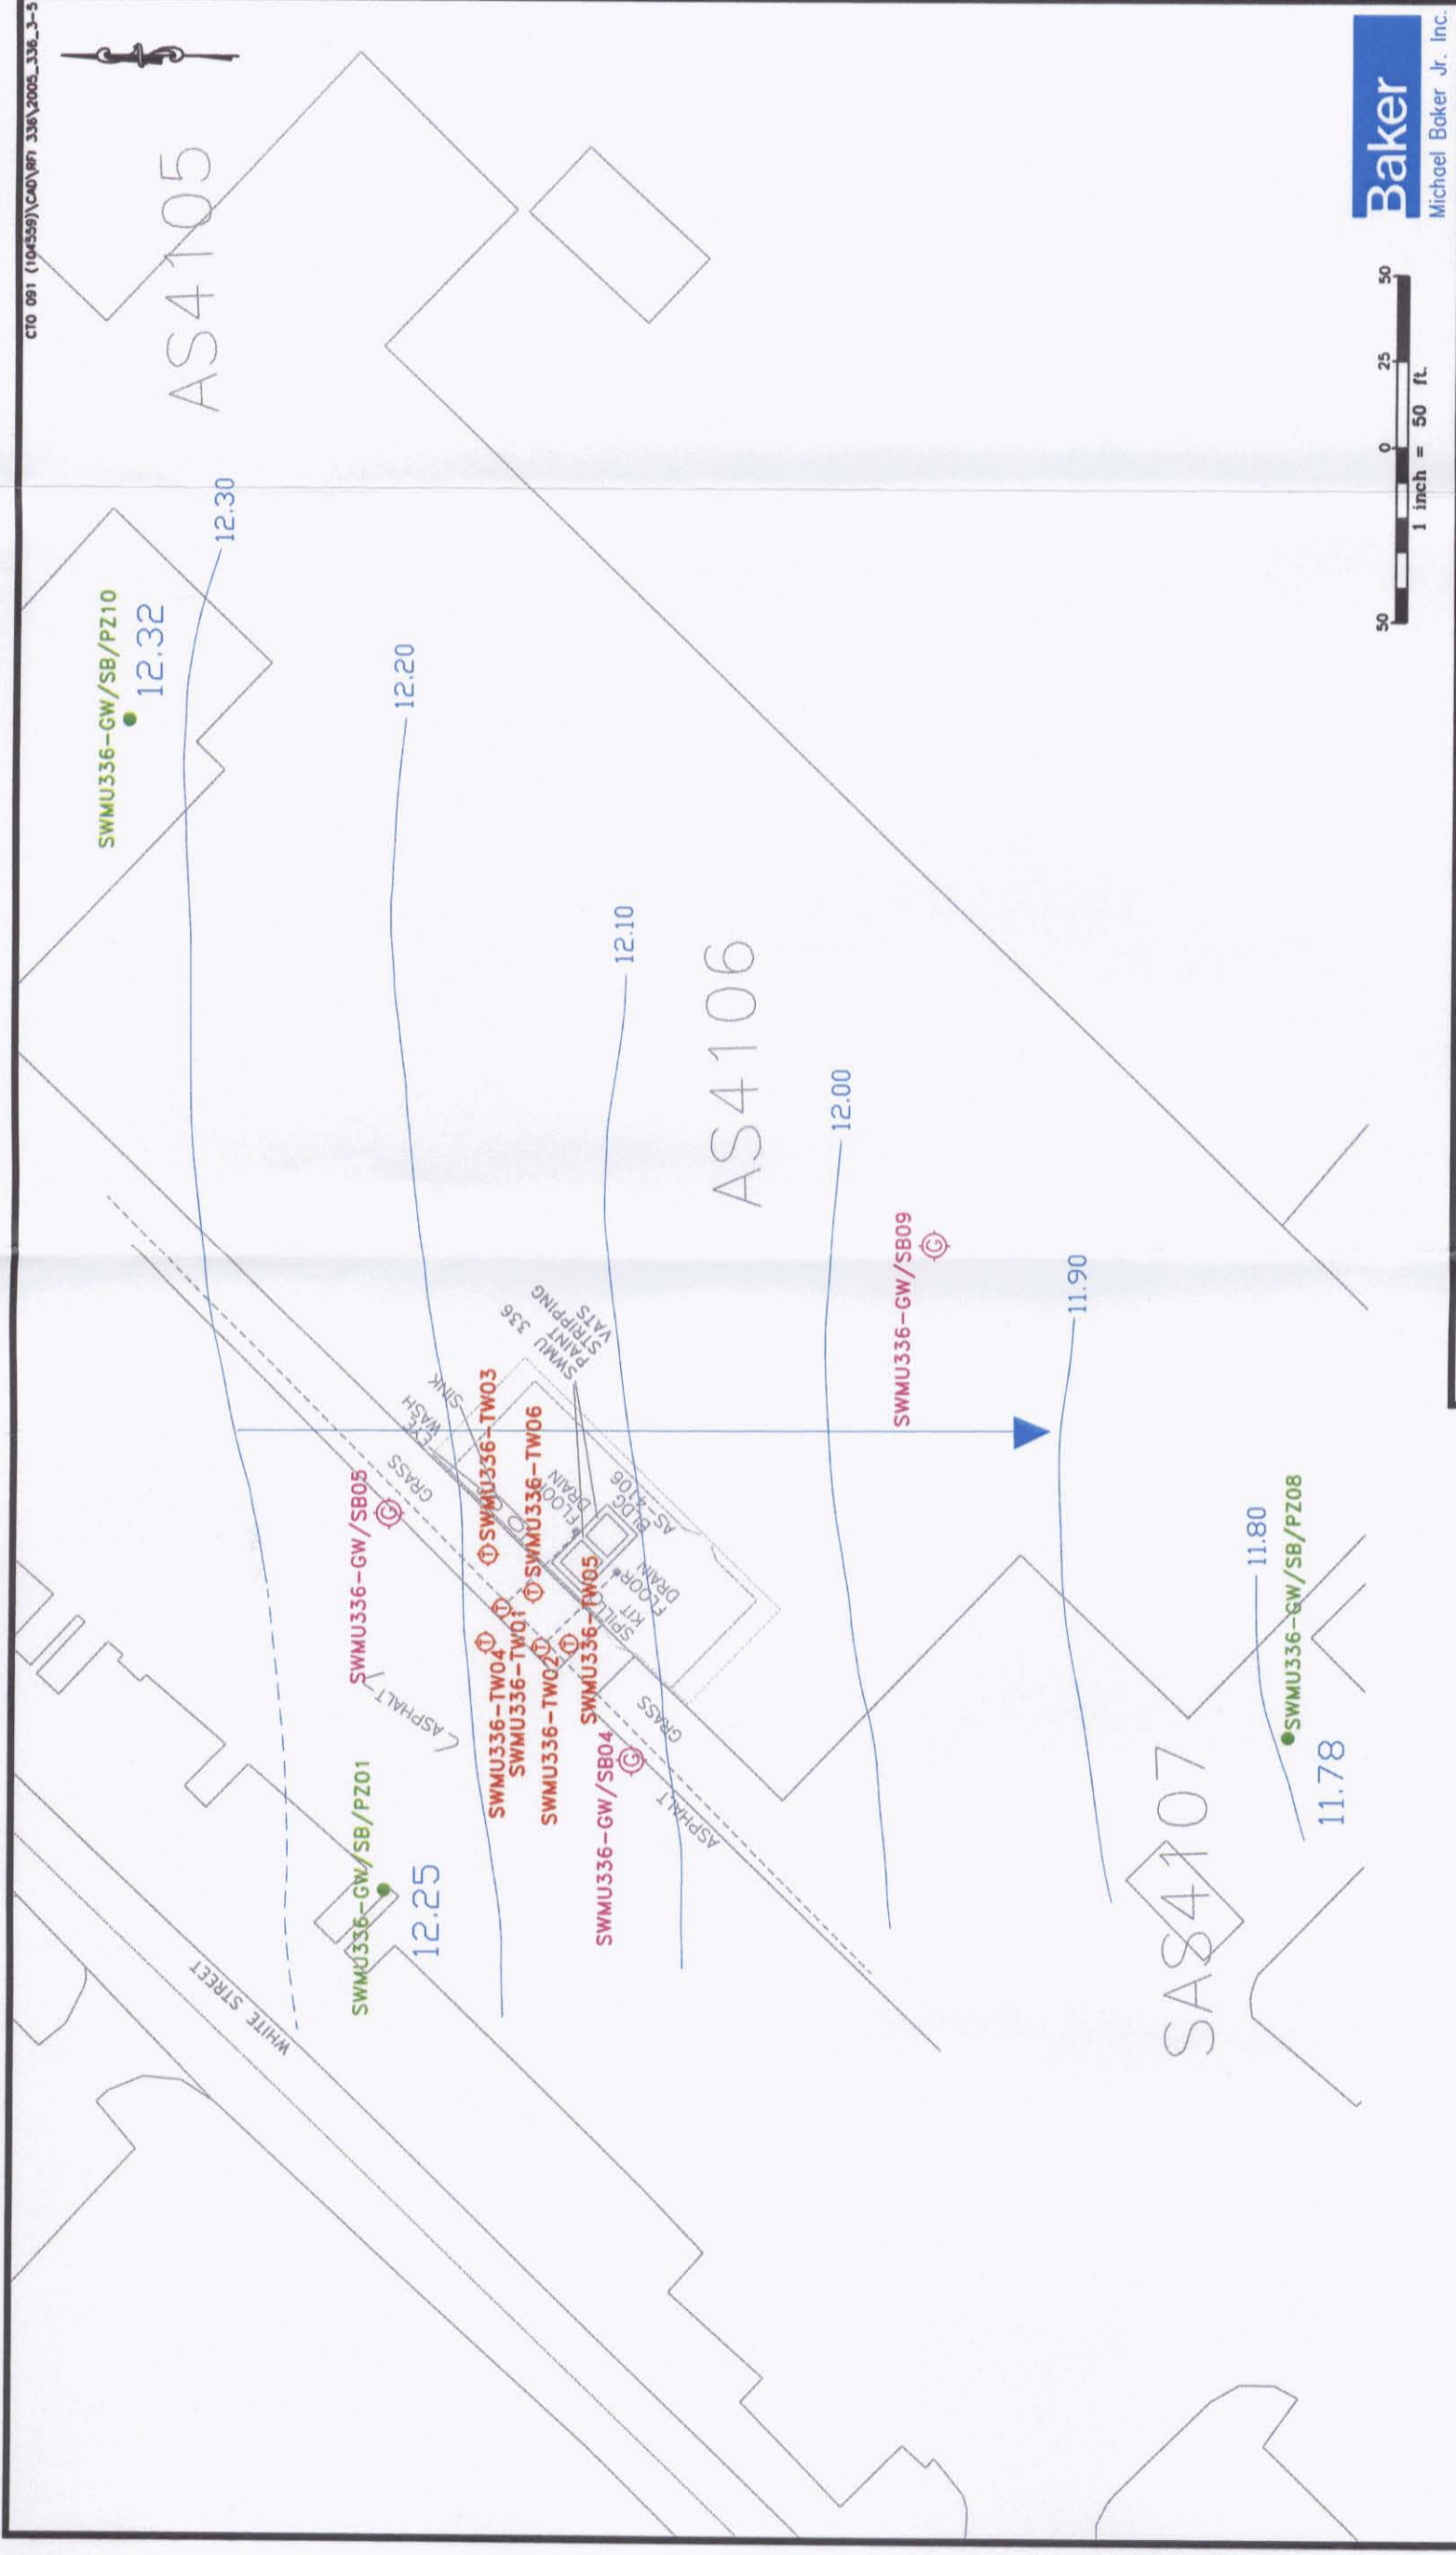 CTO 091 (104559)\CAD\RFI 336\2005_336_3-5
AS4105
SWMU336-GW/SB/PZ10
12.32
12.30
12.20
12.10
12.00
11.90
11.80
AS4106
SWMU336-GW/SB09
SWMU336-GW/SB05
SWMU336-GW/SB/PZ01
12.25
WHITE STREET
ASPHALT
GRASS
EYE
WASH
SINK
SWMU 336
PAINT
STRIPPING
VATS
SWMU336-TW03
SWMU336-TW06
FLOOR
DRAIN
BLDG
AS-4106
FLOOR
DRAIN
SPILL
KIT
SWMU336-TW04
SWMU336-TW01
SWMU336-TW02
SWMU336-TW05
SWMU336-GW/SB04
GRASS
ASPHALT
SAS4107
SWMU336-GW/SB/PZ08
11.78
50 0 25 50
1 inch = 50 ft.
Baker
Michael Baker Jr. Inc.
G
G
G
T
T
T
T
T
T